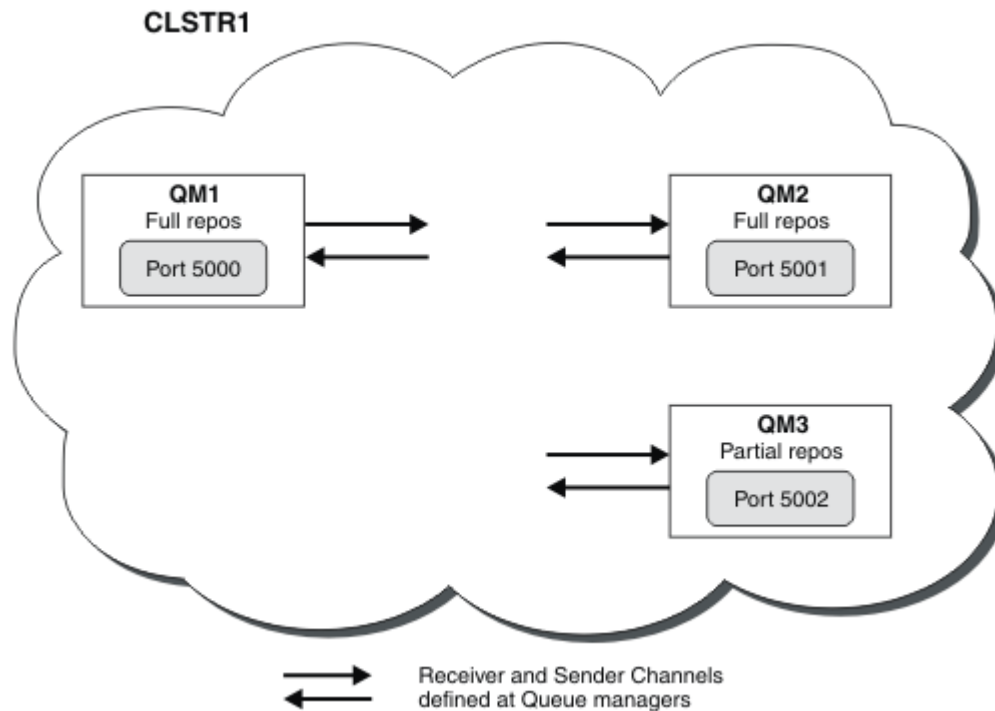 CLSTR1
QM1
Full repos
Port 5000
QM2
Full repos
Port 5001
QM3
Partial repos
Port 5002
Receiver and Sender Channels
defined at Queue managers